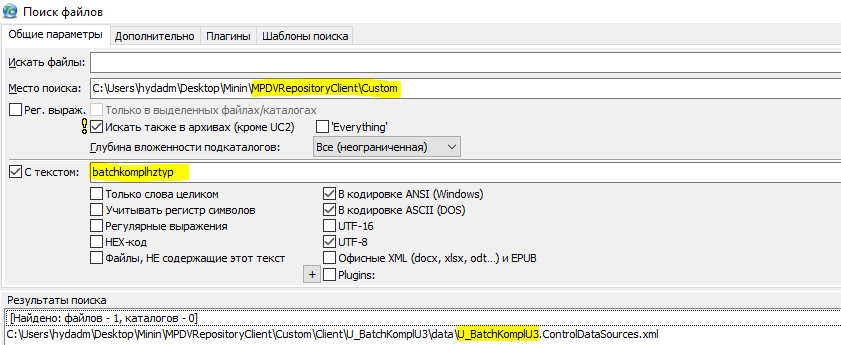 Поиск файлов
Общие параметры Дополнительно Плагины Шаблоны поиска
Искать файлы:
Место поиска: C:\Users\hydadm\Desktop\Minin\MPDVRepositoryClient\Custom
Рег. выраж. Только в выделенных файлах/каталогах
Искать также в архивах (кроме UC2) 'Everything'
Глубина вложенности подкаталогов: Все (неограниченная)
С текстом: batchkomplhztyp
Только слова целиком В кодировке ANSI (Windows)
Учитывать регистр символов В кодировке ASCII (DOS)
Регулярные выражения UTF-16
HEX-код UTF-8
Файлы, НЕ содержащие этот текст Офисные XML (docx, xlsx, odt...) и EPUB
+ Plugins:
Результаты поиска
[Найдено: файлов - 1, каталогов - 0]
C:\Users\hydadm\Desktop\Minin\MPDVRepositoryClient\Custom\Client\U_BatchKomplU3\data\U_BatchKomplU3.ControlDataSources.xml